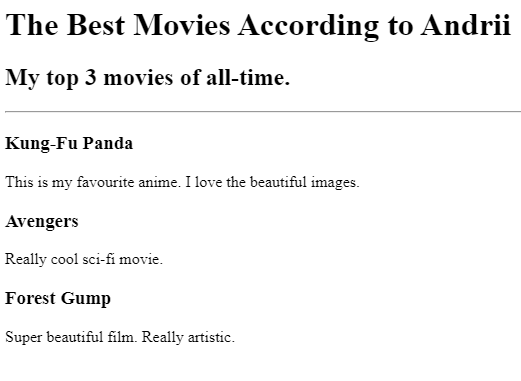 The Best Movies According to Andrii
My top 3 movies of all-time.
Kung-Fu Panda
This is my favourite anime. I love the beautiful images.
Avengers
Really cool sci-fi movie.
Forest Gump
Super beautiful film. Really artistic.